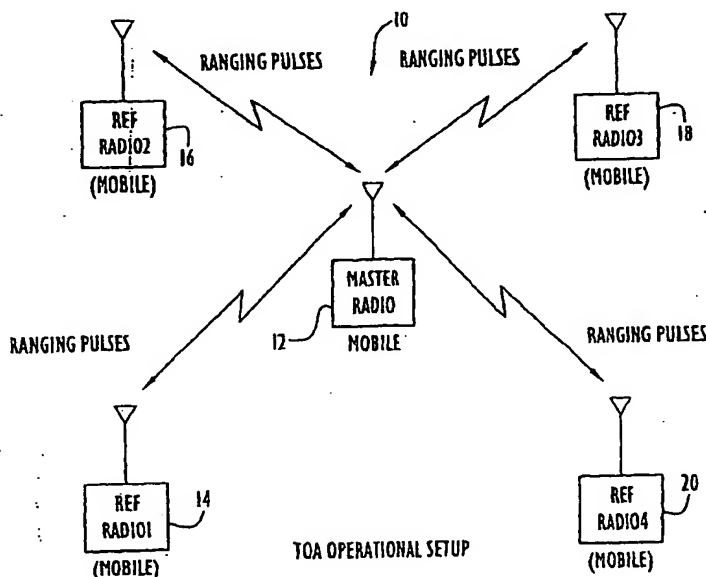 10
RANGING PULSES
RANGING PULSES
REF
RADIO2
16
(MOBILE)
REF
RADIO3
18
(MOBILE)
MASTER
RADIO
12
MOBILE
RANGING PULSES
RANGING PULSES
REF
RADIO1
14
(MOBILE)
REF
RADIO4
20
(MOBILE)
TOA OPERATIONAL SETUP